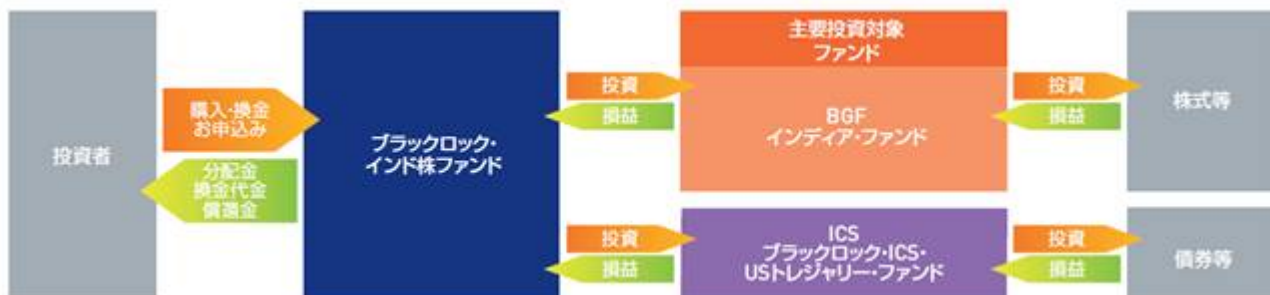 投資者
購入・換金
お申込み
分配金
換金代金
償還金
ブラックロック・
インド株ファンド
投資
損益
主要投資対象
ファンド
BGF
インディア・ファンド
投資
損益
株式等
投資
損益
ICS
ブラックロック・ICS・
USトレジャリー・ファンド
投資
損益
債券等